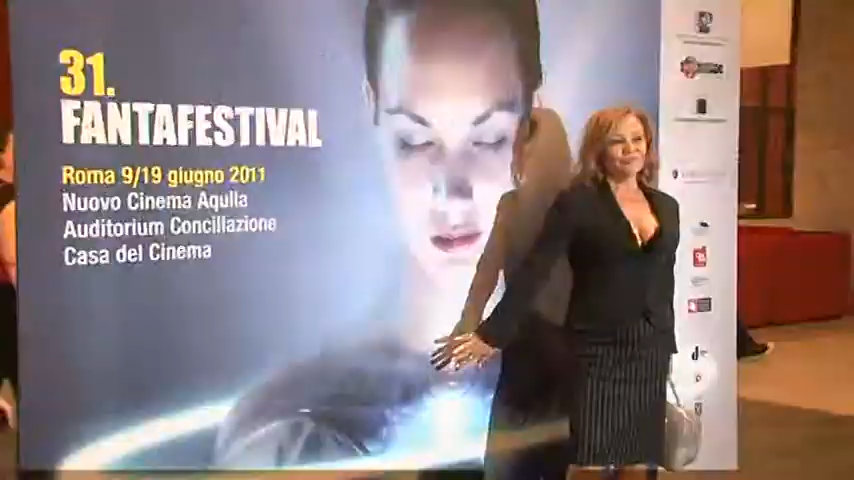 31.
FANTAFESTIVAL
Roma 9/19 giugno 2011
Nuovo Cinema Aquila
Auditorium Conciliazione
Casa del Cinema